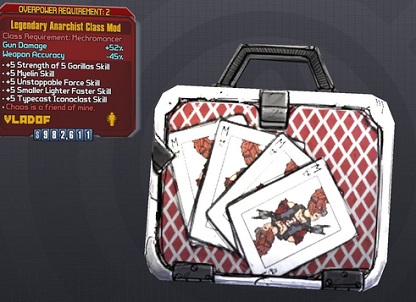 OVERPOWER REQUIREMENT: 2
Legendary Anarchist Class Mod
Class Requirement: Mechromancer
Gun Damage +52%
Weapon Accuracy -45%
• +5 Strength of 5 Gorillas Skill
• +5 Myelin Skill
• +5 Unstoppable Force Skill
• +5 Smaller Lighter Faster Skill
• +5 Typecast Iconoclast Skill
• Chaos is a friend of mine.
VLADOF
$982,611
M
M
M